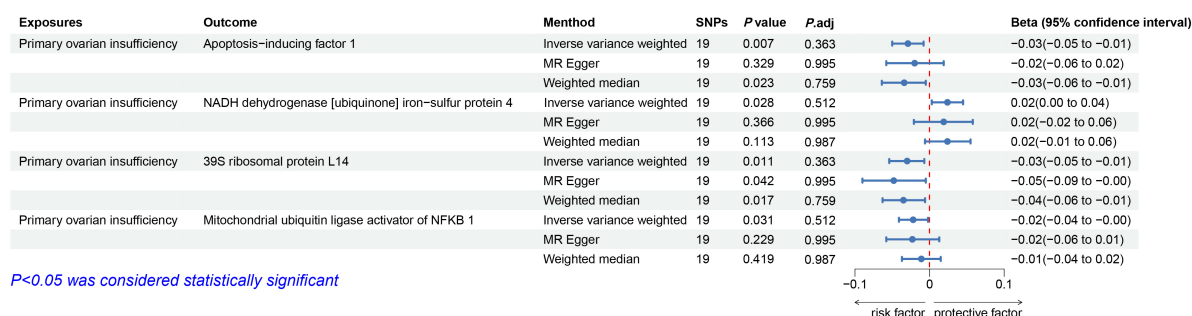 Exposures Outcome Menthod SNPs P value P.adj Beta (95% confidence interval)
Primary ovarian insufficiency Apoptosis−inducing factor 1 Inverse variance weighted 19 0.007 0.363 −0.03(−0.05 to −0.01)
MR Egger 19 0.329 0.995 −0.02(−0.06 to 0.02)
Weighted median 19 0.023 0.759 −0.03(−0.06 to −0.01)
Primary ovarian insufficiency NADH dehydrogenase [ubiquinone] iron−sulfur protein 4 Inverse variance weighted 19 0.028 0.512 0.02(0.00 to 0.04)
MR Egger 19 0.366 0.995 0.02(−0.02 to 0.06)
Weighted median 19 0.113 0.987 0.02(−0.01 to 0.06)
Primary ovarian insufficiency 39S ribosomal protein L14 Inverse variance weighted 19 0.011 0.363 −0.03(−0.05 to −0.01)
MR Egger 19 0.042 0.995 −0.05(−0.09 to −0.00)
Weighted median 19 0.017 0.759 −0.04(−0.06 to −0.01)
Primary ovarian insufficiency Mitochondrial ubiquitin ligase activator of NFKB 1 Inverse variance weighted 19 0.031 0.512 −0.02(−0.04 to −0.00)
MR Egger 19 0.229 0.995 −0.02(−0.06 to 0.01)
Weighted median 19 0.419 0.987 −0.01(−0.04 to 0.02)
P<0.05 was considered statistically significant
−0.1 0 0.1
risk factor protective factor